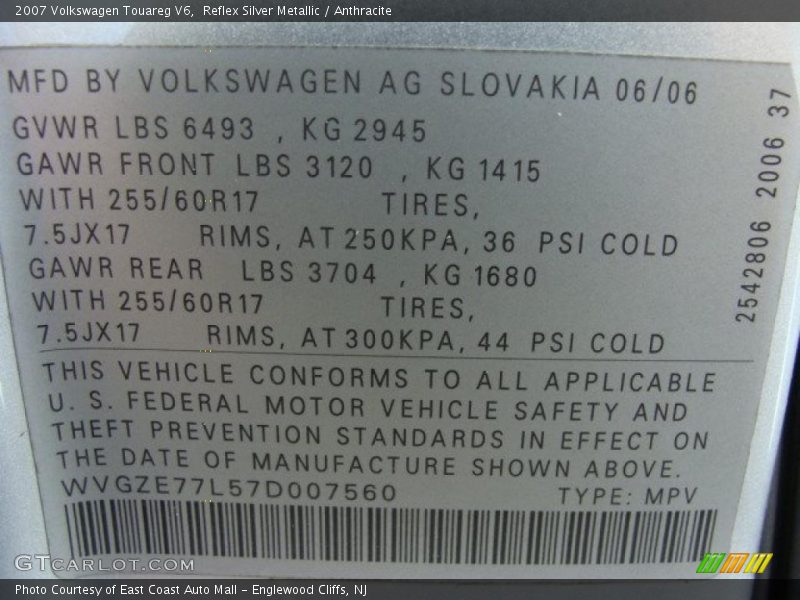 2007 Volkswagen Touareg V6,  Reflex Silver Metallic / Anthracite
MFD BY VOLKSWAGEN AG SLOVAKIA 06/06
GVWR LBS 6493 , KG 2945
GAWR FRONT LBS 3120 , KG 1415
WITH 255/60R17 TIRES,
7.5JX17 RIMS, AT 250KPA, 36 PSI COLD
GAWR REAR LBS 3704 , KG 1680
WITH 255/60R17 TIRES,
7.5JX17 RIMS, AT 300KPA, 44 PSI COLD
THIS VEHICLE CONFORMS TO ALL APPLICABLE
U. S. FEDERAL MOTOR VEHICLE SAFETY AND
THEFT PREVENTION STANDARDS IN EFFECT ON
THE DATE OF MANUFACTURE SHOWN ABOVE.
WVGZE77L57D007560 TYPE: MPV
2542806 2006 37
GTCARLOT.COM
Photo Courtesy of East Coast Auto Mall – Englewood Cliffs, NJ